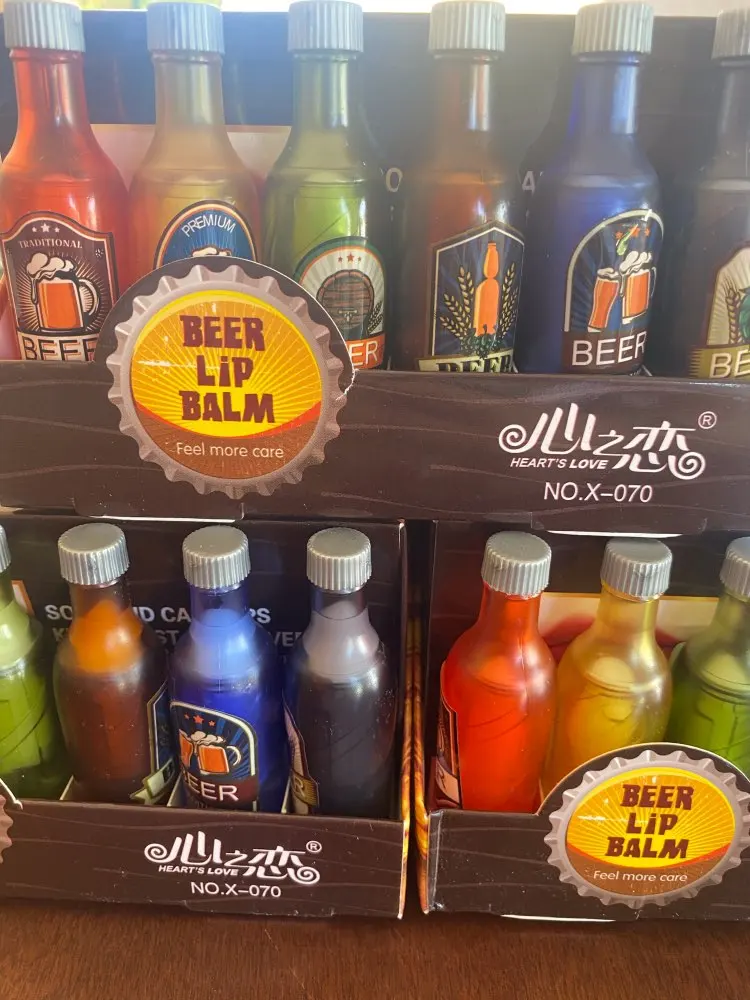 TRADITIONAL
BEER
PREMIUM
BEER
BEER
BEER
BEER
LiP
BALM
Feel more care
心之恋®
HEART'S LOVE
NO.X-070
BEER
心之恋®
HEART'S LOVE
NO.X-070
BEER
LiP
BALM
Feel more care